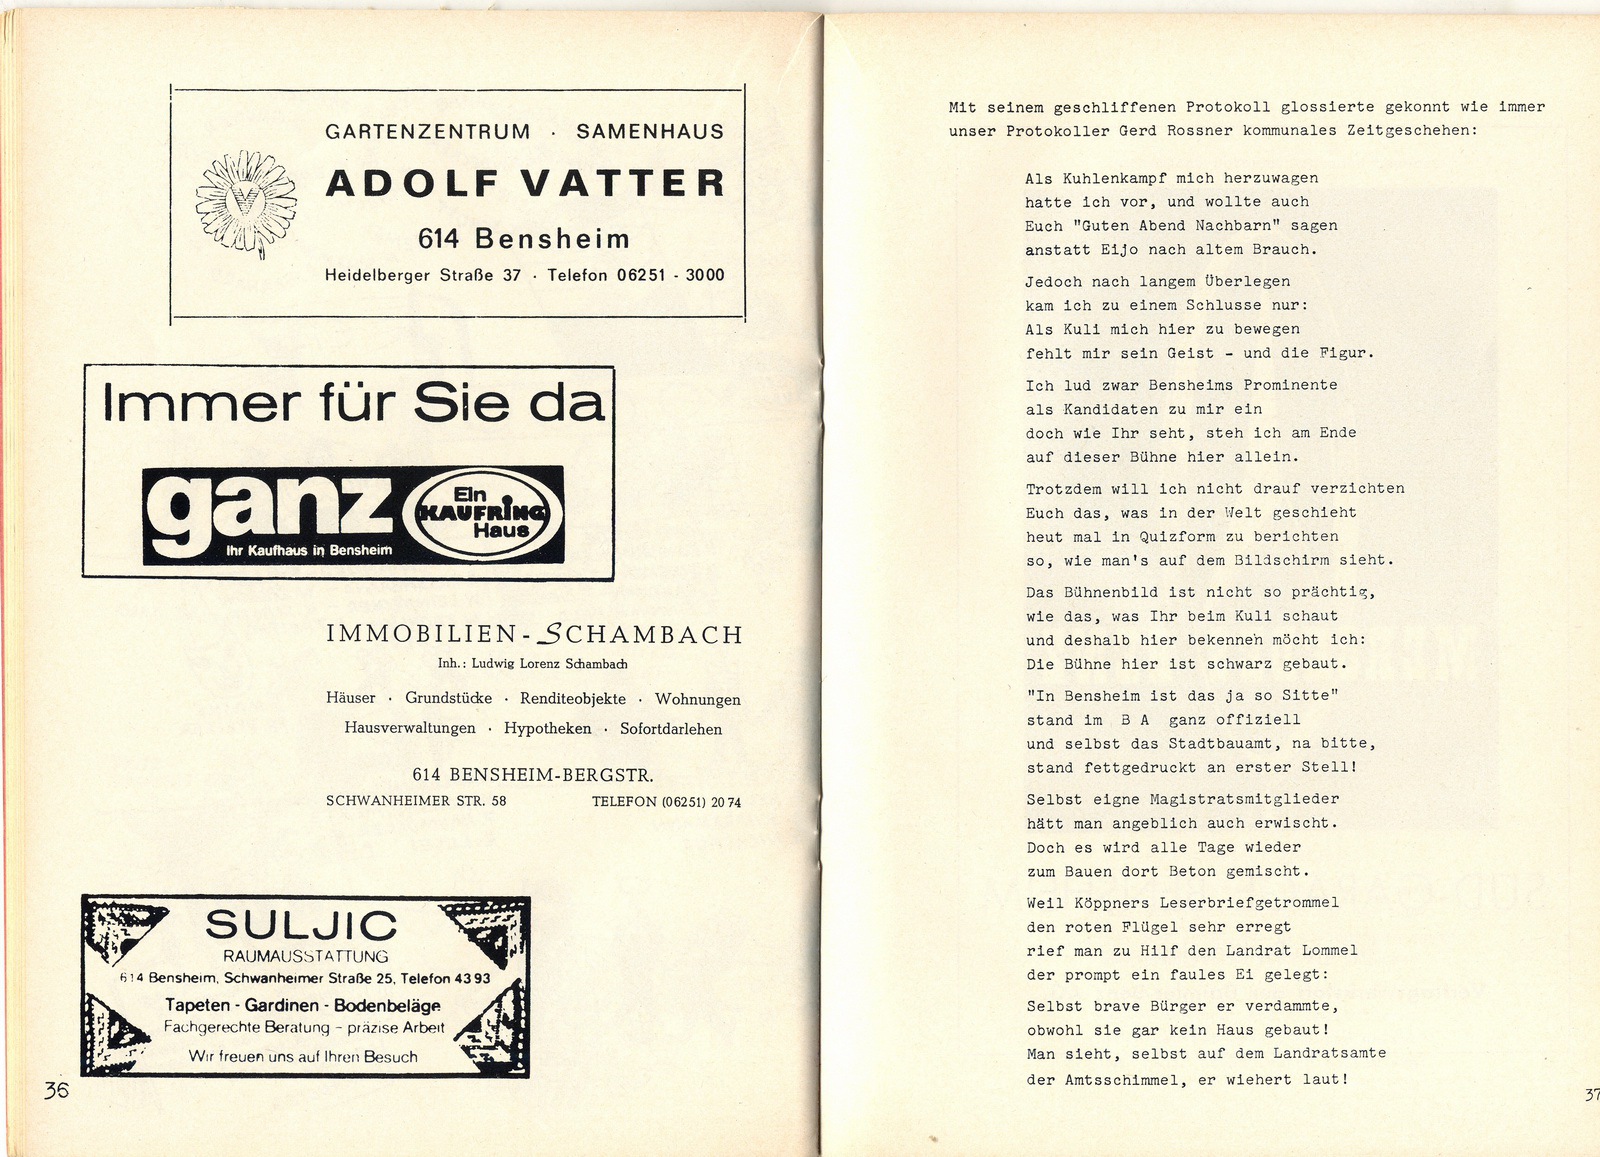 GARTENZENTRUM · SAMENHAUS
ADOLF VATTER
614 Bensheim
Heidelberger Straße 37 · Telefon 06251 - 3000
V
Immer für Sie da
ganz
Ihr Kaufhaus in Bensheim
Ein
KAUFRING
Haus
IMMOBILIEN-SCHAMBACH
Inh.: Ludwig Lorenz Schambach
Häuser · Grundstücke · Renditeobjekte · Wohnungen
Hausverwaltungen · Hypotheken · Sofortdarlehen
614 BENSHEIM-BERGSTR.
SCHWANHEIMER STR. 58 TELEFON (06251) 20 74
SULJIC
RAUMAUSSTATTUNG
614 Bensheim, Schwanheimer Straße 25, Telefon 43 93
Tapeten - Gardinen - Bodenbeläge
Fachgerechte Beratung - präzise Arbeit
Wir freuen uns auf Ihren Besuch
36
Mit seinem geschliffenen Protokoll glossierte gekonnt wie immer
unser Protokoller Gerd Rossner kommunales Zeitgeschehen:
Als Kuhlenkampf mich herzuwagen
hatte ich vor, und wollte auch
Euch "Guten Abend Nachbarn" sagen
anstatt Eijo nach altem Brauch.
Jedoch nach langem Überlegen
kam ich zu einem Schlusse nur:
Als Kuli mich hier zu bewegen
fehlt mir sein Geist - und die Figur.
Ich lud zwar Bensheims Prominente
als Kandidaten zu mir ein
doch wie Ihr seht, steh ich am Ende
auf dieser Bühne hier allein.
Trotzdem will ich nicht drauf verzichten
Euch das, was in der Welt geschieht
heut mal in Quizform zu berichten
so, wie man's auf dem Bildschirm sieht.
Das Bühnenbild ist nicht so prächtig,
wie das, was Ihr beim Kuli schaut
und deshalb hier bekennen möcht ich:
Die Bühne hier ist schwarz gebaut.
"In Bensheim ist das ja so Sitte"
stand im B A ganz offiziell
und selbst das Stadtbauamt, na bitte,
stand fettgedruckt an erster Stell!
Selbst eigne Magistratsmitglieder
hätt man angeblich auch erwischt.
Doch es wird alle Tage wieder
zum Bauen dort Beton gemischt.
Weil Köppners Leserbriefgetrommel
den roten Flügel sehr erregt
rief man zu Hilf den Landrat Lommel
der prompt ein faules Ei gelegt:
Selbst brave Bürger er verdammte,
obwohl sie gar kein Haus gebaut!
Man sieht, selbst auf dem Landratsamte
der Amtsschimmel, er wiehert laut!
37